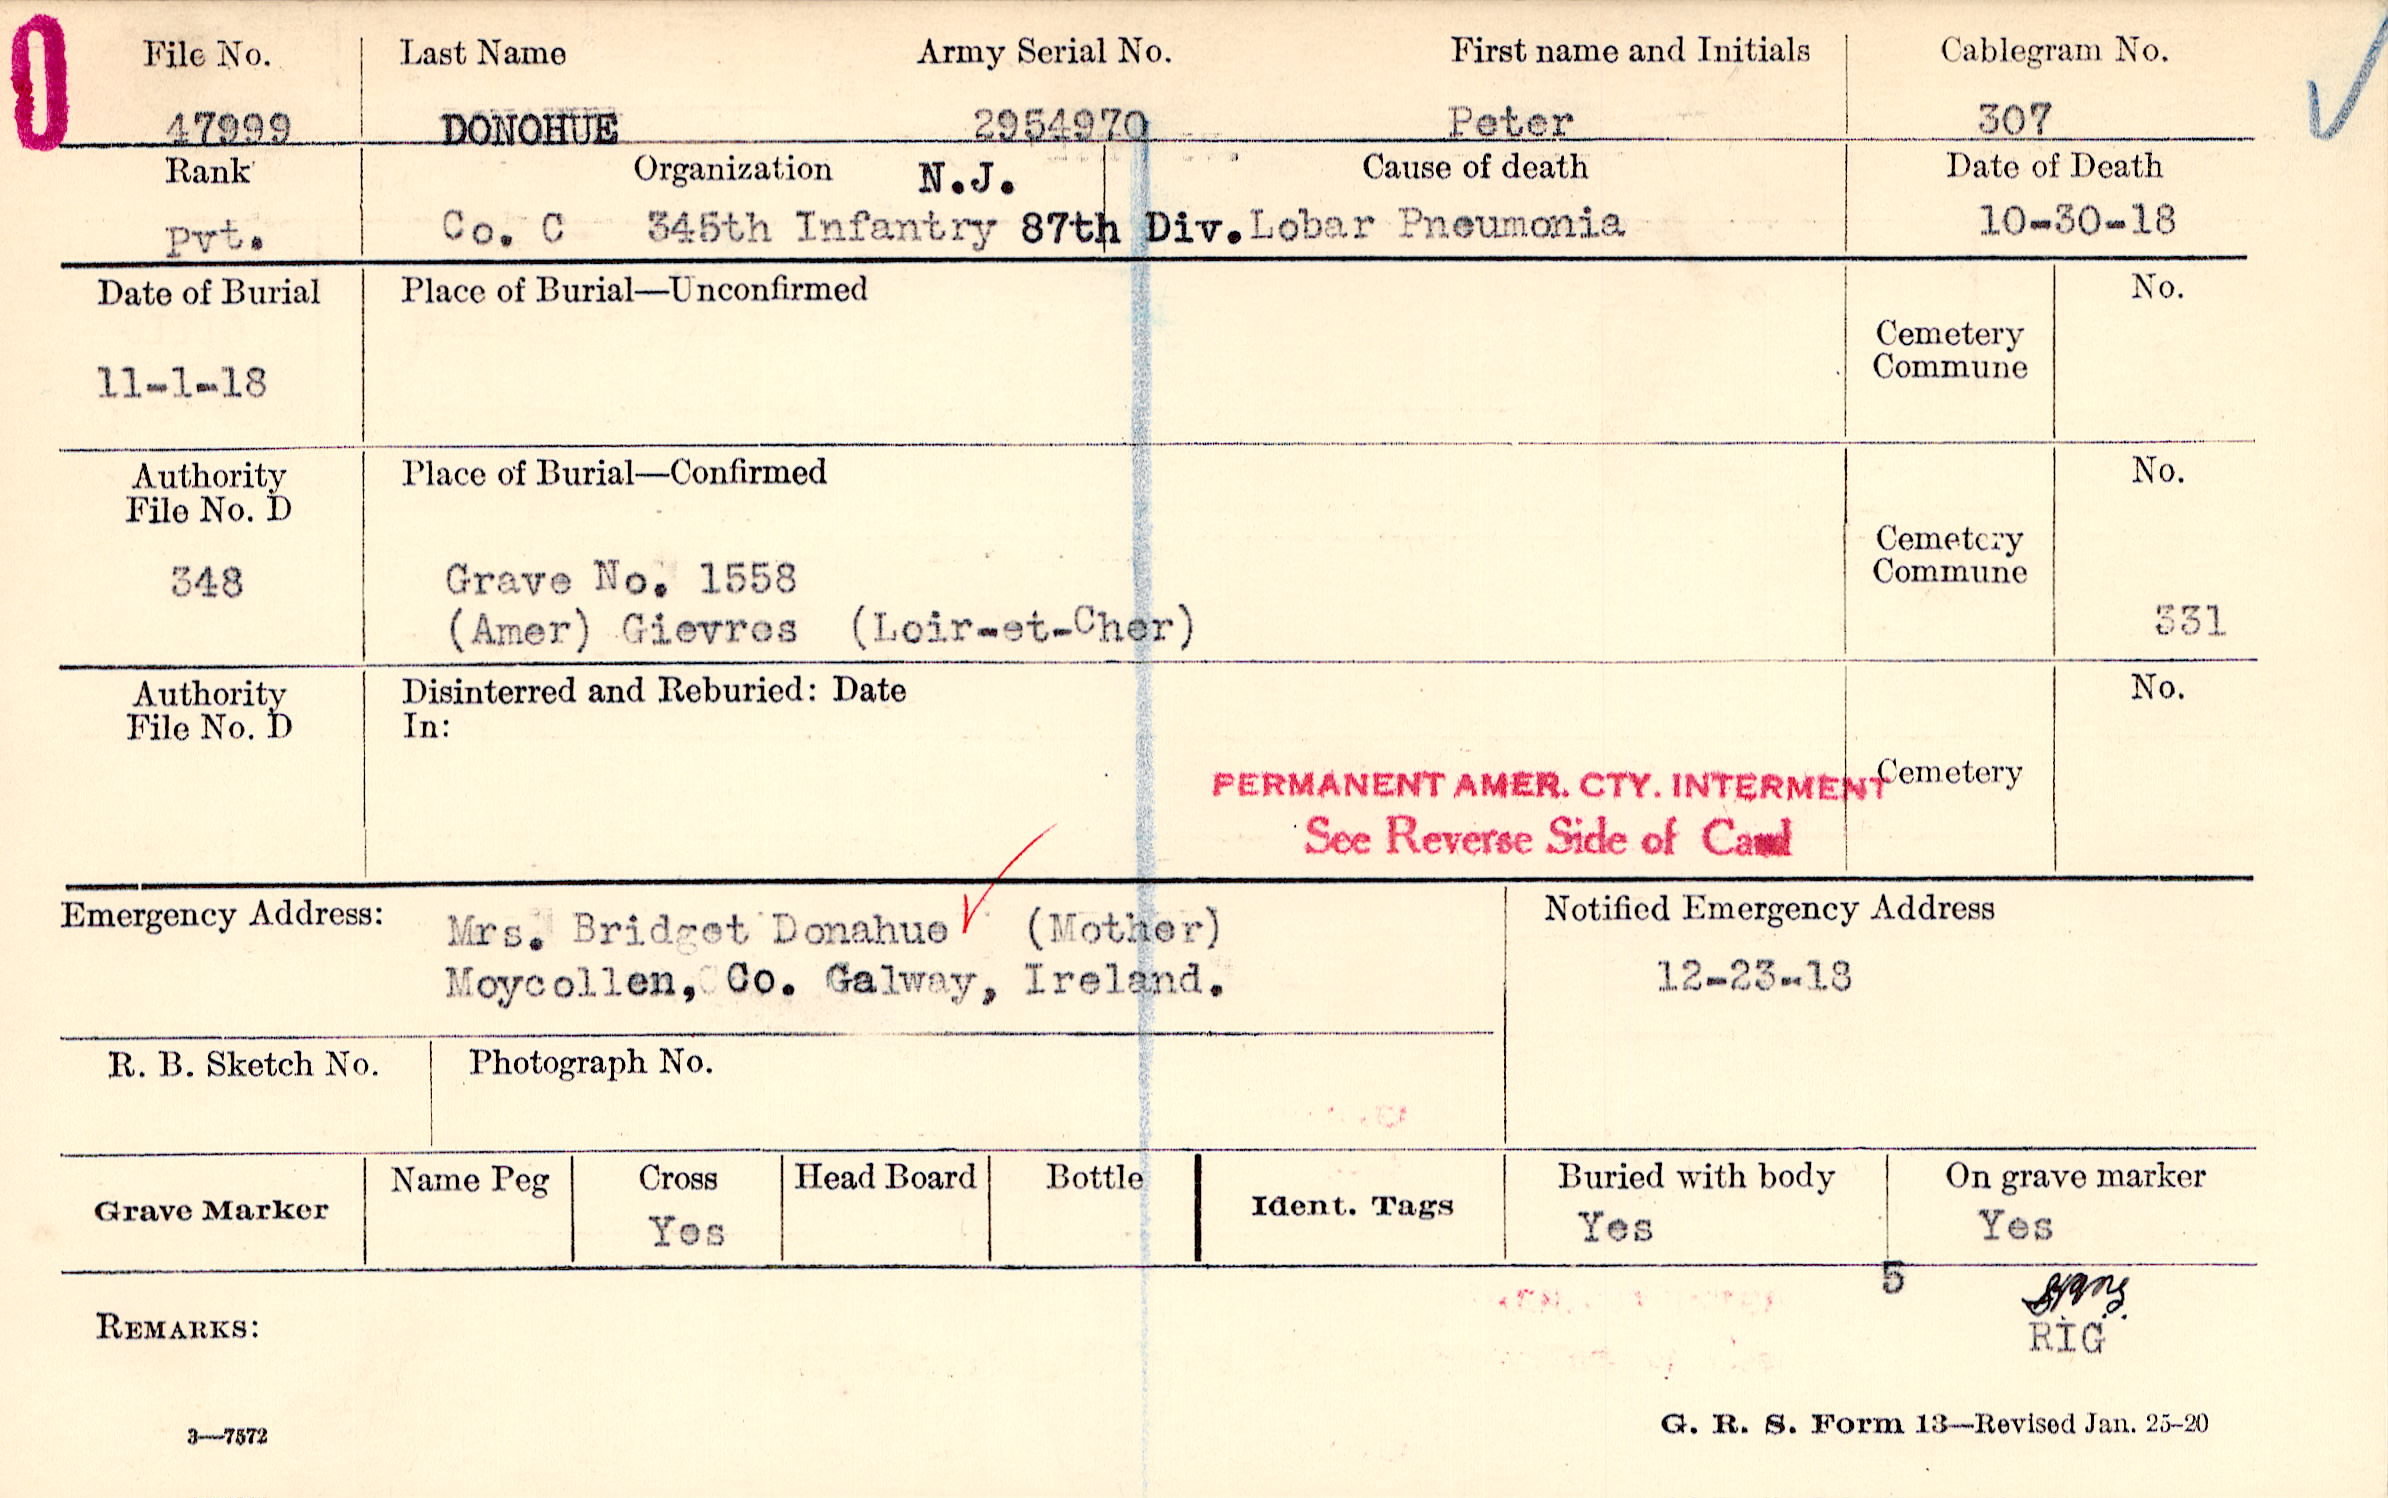 File No. Last Name Army Serial No. First name and Initials Cablegram No.
47999 DONOHUE 2954970 Peter 307
Rank Organization N.J. Cause of death Date of Death
Pvt. Co. C 345th Infantry 87th Div. Lobar Pneumonia 10-30-18
Date of Burial Place of Burial—Unconfirmed No.
Cemetery
Commune
11-1-18
Authority Place of Burial—Confirmed No.
File No. D
Cemetery
Commune
348 Grave No. 1558
(Amer) Gievres (Loir-et-Cher) 331
Authority Disinterred and Reburied: Date No.
File No. D In:
PERMANENT AMER. CTY. INTERMENT Cemetery
See Reverse Side of Card
Emergency Address: Mrs. Bridget Donahue (Mother) Notified Emergency Address
Moycollen, Co. Galway, Ireland. 12-23-18
R. B. Sketch No. Photograph No.
Grave Marker Name Peg Cross Head Board Bottle Ident. Tags Buried with body On grave marker
Yes Yes Yes
5
REMARKS: RIG
3—7572 G. R. S. Form 13—Revised Jan. 25-20